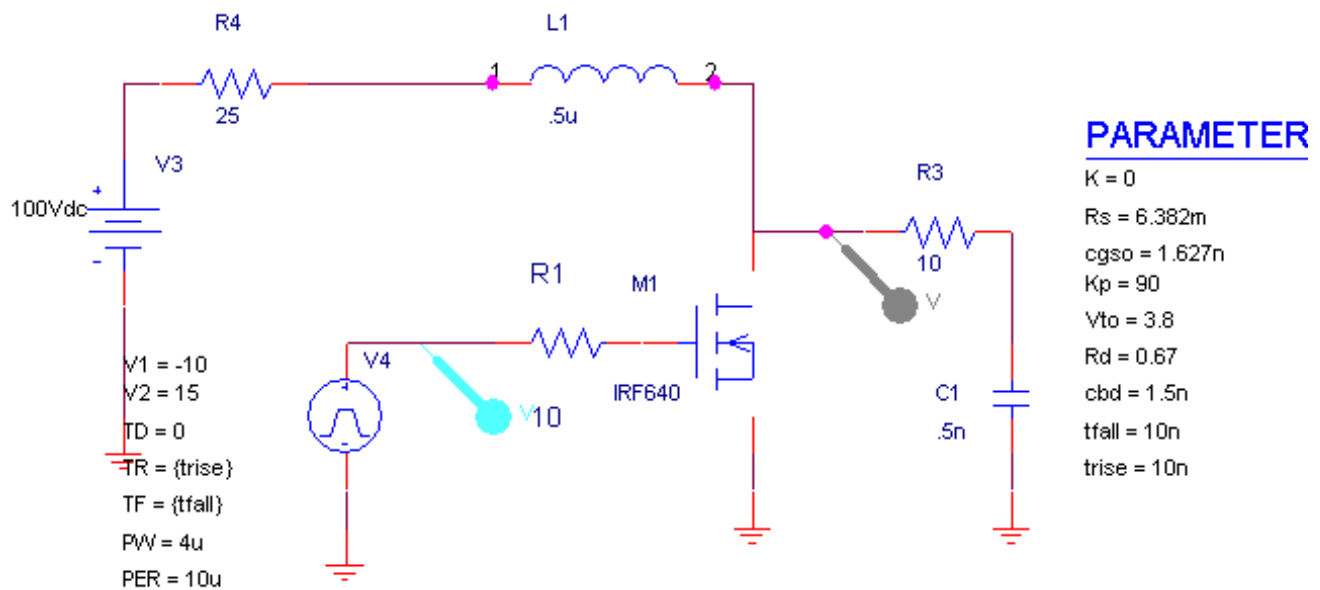 R4
L1
1
2
25
.5u
V3
+
100Vdc
-
R3
10
V
R1
M1
V4
IRF640
V
10
+
-
C1
.5n
V1 = -10
V2 = 15
TD = 0
TR = {trise}
TF = {tfall}
PW = 4u
PER = 10u
PARAMETER
K = 0
Rs = 6.382m
cgso = 1.627n
Kp = 90
Vto = 3.8
Rd = 0.67
cbd = 1.5n
tfall = 10n
trise = 10n